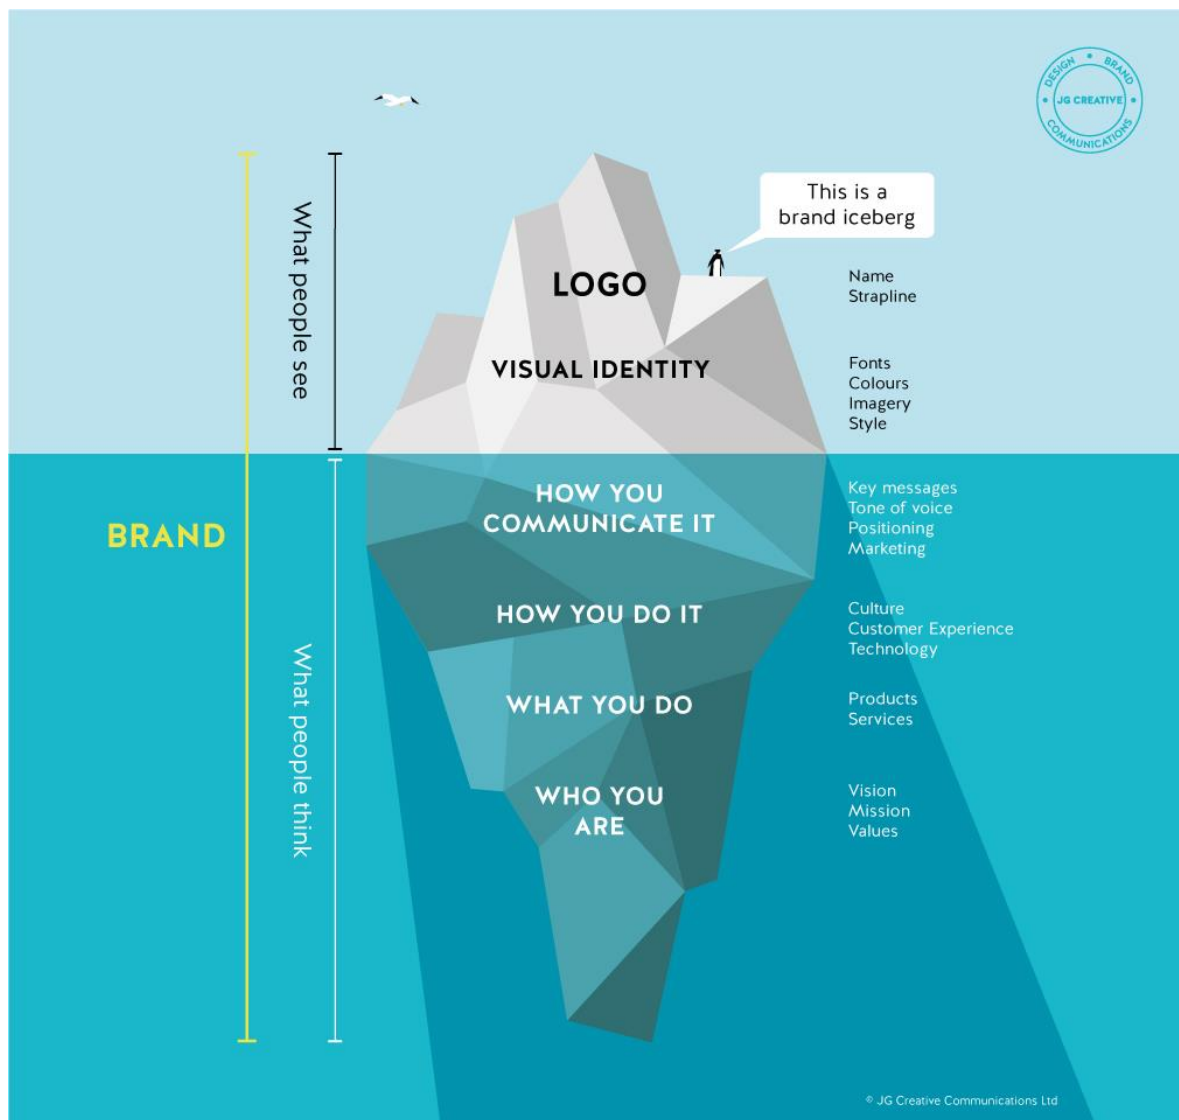 DESIGN • BRAND
JG CREATIVE
COMMUNICATIONS
This is a
brand iceberg
What people see
LOGO
Name
Strapline
VISUAL IDENTITY
Fonts
Colours
Imagery
Style
BRAND
What people think
HOW YOU
COMMUNICATE IT
Key messages
Tone of voice
Positioning
Marketing
HOW YOU DO IT
Culture
Customer Experience
Technology
WHAT YOU DO
Products
Services
WHO YOU
ARE
Vision
Mission
Values
© JG Creative Communications Ltd